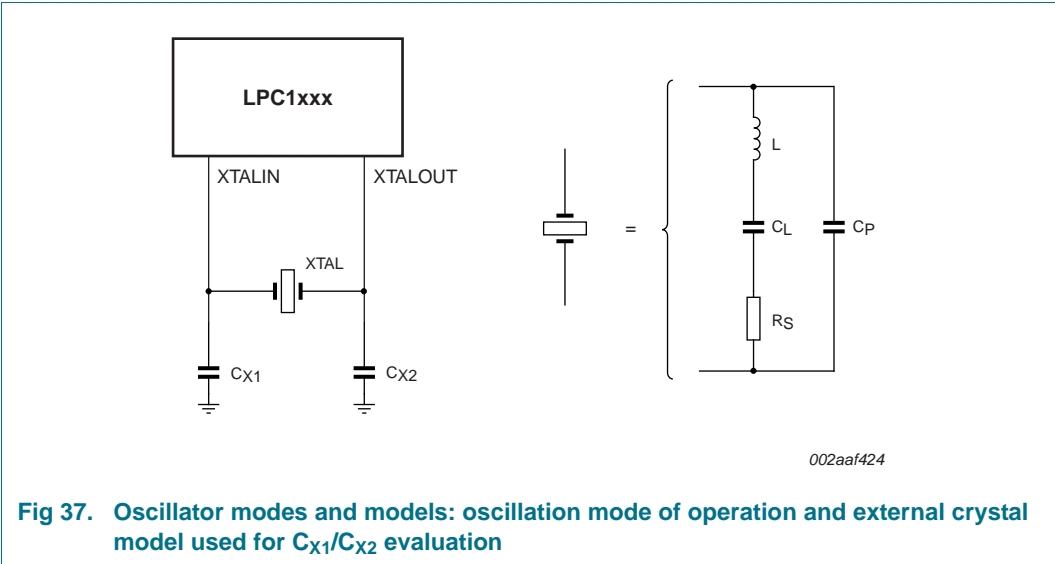 LPC1xxx
XTALIN
XTALOUT
XTAL
CX1
CX2
=
L
CL
CP
RS
002aaf424
Fig 37. Oscillator modes and models: oscillation mode of operation and external crystal
model used for CX1/CX2 evaluation